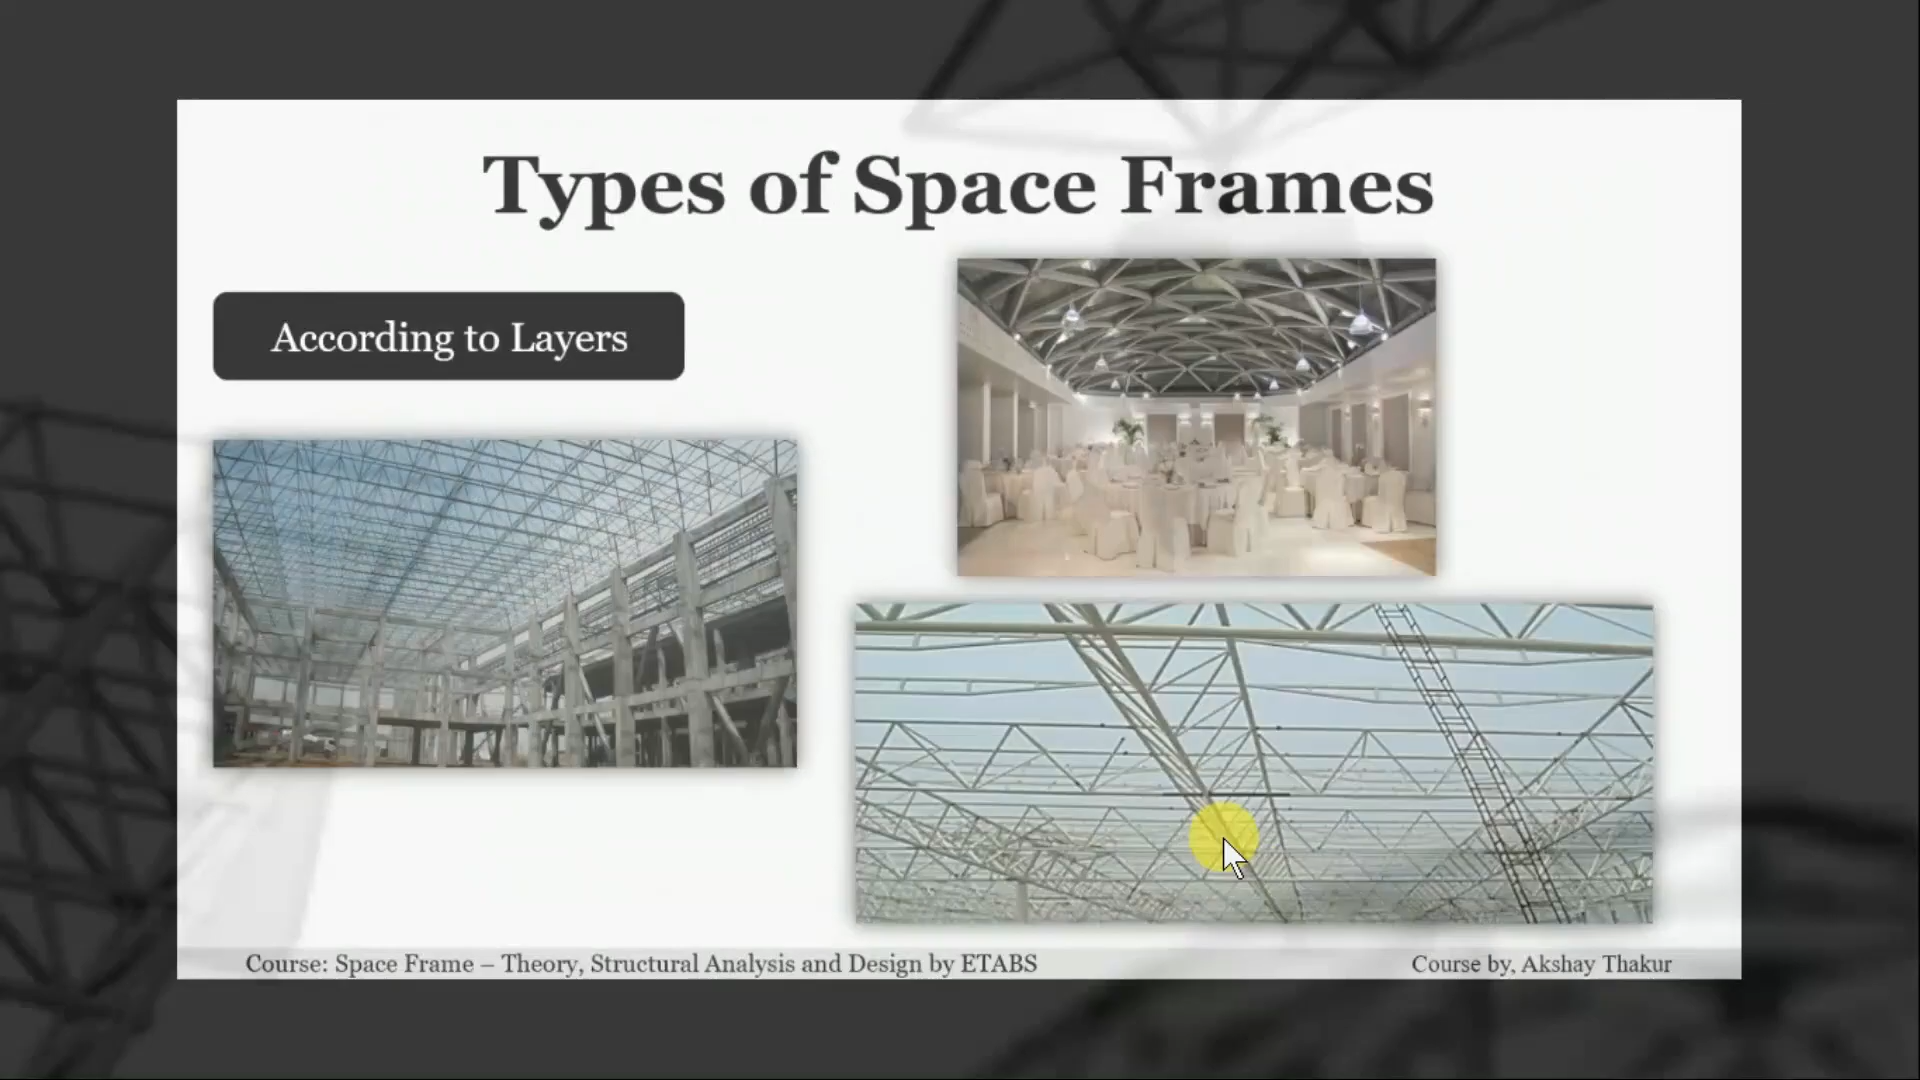 Types of Space Frames
According to Layers
Course: Space Frame – Theory, Structural Analysis and Design by ETABS
Course by, Akshay Thakur